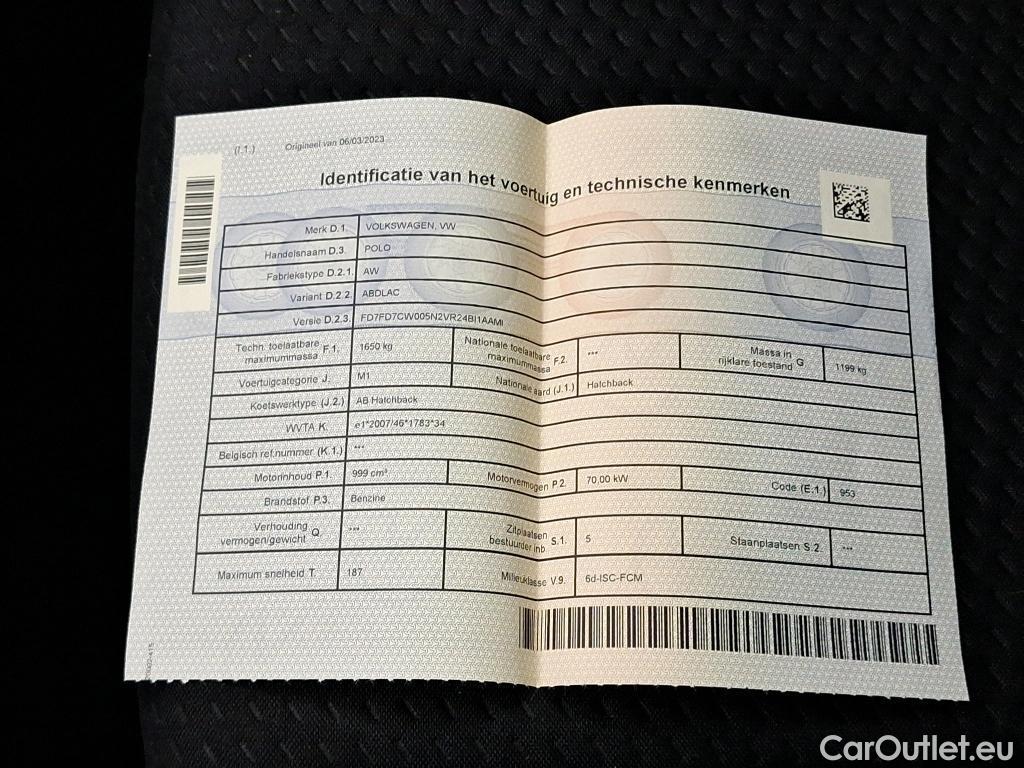 (I.1.) Origineel van 06/03/2023
Identificatie van het voertuig en technische kenmerken
Merk D.1. VOLKSWAGEN, VW
Handelsnaam D.3. POLO
Fabriekstype D.2.1. AW
Variant D.2.2. ABDLAC
Versie D.2.3. FD7FD7CW005N2VR24BI1AAMI
Techn. toelaatbare maximummassa F.1. 1650 kg Nationale toelaatbare maximummassa F.2. *** Massa in rijklare toestand G 1199 kg
Voertuigcategorie J. M1 Nationale aard (J.1.) Hatchback
Koetswerktype (J.2.) AB Hatchback
WVTA K. e1*2007/46*1783*34
Belgisch ref.nummer (K.1.) ***
Motorinhoud P.1. 999 cm³ Motorvermogen P.2. 70,00 kW Code (E.1.) 953
Brandstof P.3. Benzine
Verhouding vermogen/gewicht Q. *** Zitplaatsen bestuurder inb S.1. 5 Staanplaatsen S.2. ***
Maximum snelheid T. 187 Milieuklasse V.9. 6d-ISC-FCM
CarOutlet.eu